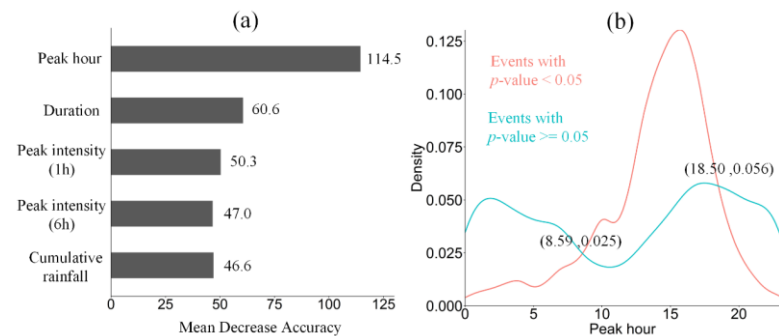 (a)
Peak hour
114.5
Duration
60.6
Peak intensity
(1h)
50.3
Peak intensity
(6h)
47.0
Cumulative
rainfall
46.6
0
25
50
75
100
125
Mean Decrease Accuracy
(b)
Density
0.125
0.100
0.075
0.050
0.025
0.000
Events with
p-value < 0.05
Events with
p-value >= 0.05
(18.50 ,0.056)
(8.59 ,0.025)
0
5
10
15
20
Peak hour